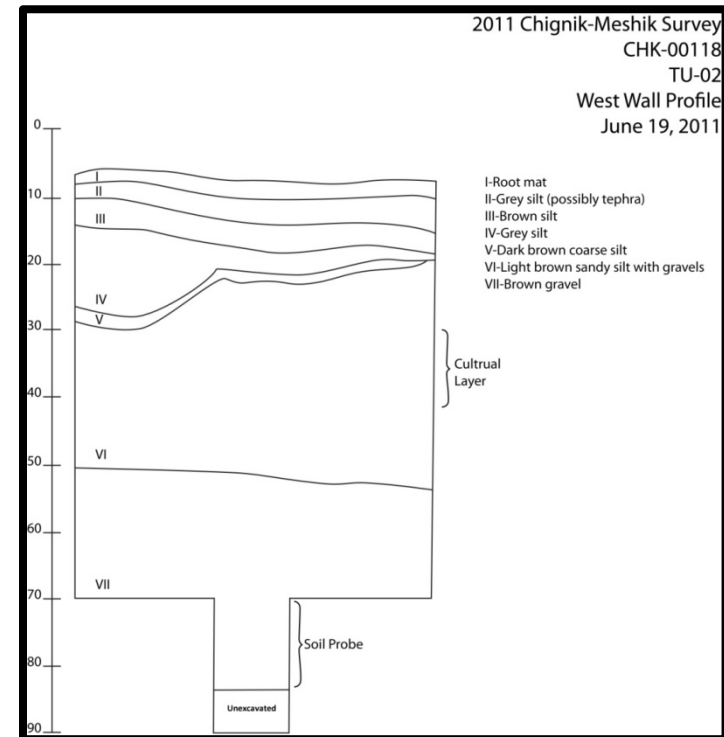 2011 Chignik-Meshik Survey
CHK-00118
TU-02
West Wall Profile
June 19, 2011
0
10
20
30
40
50
60
70
80
90
I
II
III
IV
V
VI
VII
I-Root mat
II-Grey silt (possibly tephra)
III-Brown silt
IV-Grey silt
V-Dark brown coarse silt
VI-Light brown sandy silt with gravels
VII-Brown gravel
Cultrual
Layer
Soil Probe
Unexcavated